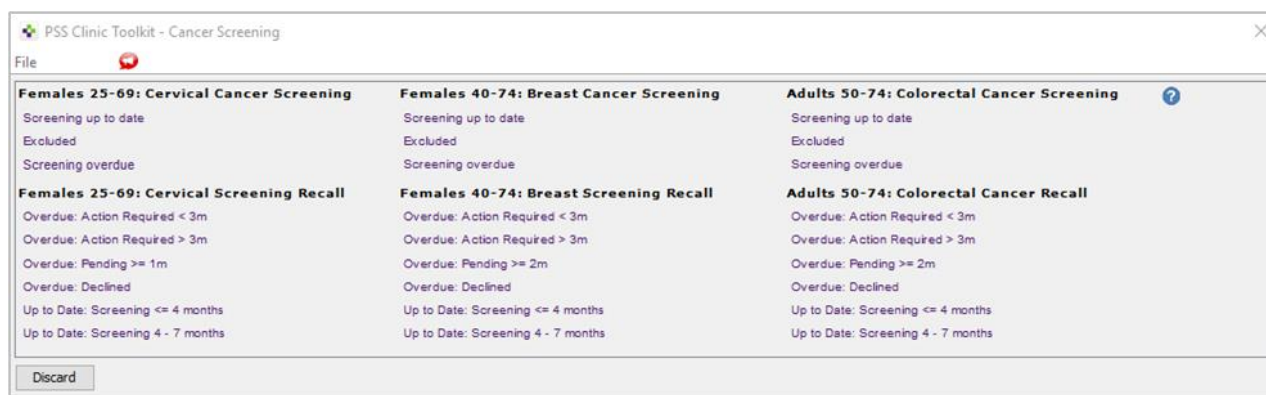 PSS Clinic Toolkit - Cancer Screening
File
Females 25-69: Cervical Cancer Screening
Screening up to date
Excluded
Screening overdue
Females 25-69: Cervical Screening Recall
Overdue: Action Required < 3m
Overdue: Action Required > 3m
Overdue: Pending >= 1m
Overdue: Declined
Up to Date: Screening <= 4 months
Up to Date: Screening 4 - 7 months
Females 40-74: Breast Cancer Screening
Screening up to date
Excluded
Screening overdue
Females 40-74: Breast Screening Recall
Overdue: Action Required < 3m
Overdue: Action Required > 3m
Overdue: Pending >= 2m
Overdue: Declined
Up to Date: Screening <= 4 months
Up to Date: Screening 4 - 7 months
Adults 50-74: Colorectal Cancer Screening
Screening up to date
Excluded
Screening overdue
Adults 50-74: Colorectal Cancer Recall
Overdue: Action Required < 3m
Overdue: Action Required > 3m
Overdue: Pending >= 2m
Overdue: Declined
Up to Date: Screening <= 4 months
Up to Date: Screening 4 - 7 months
?
Discard